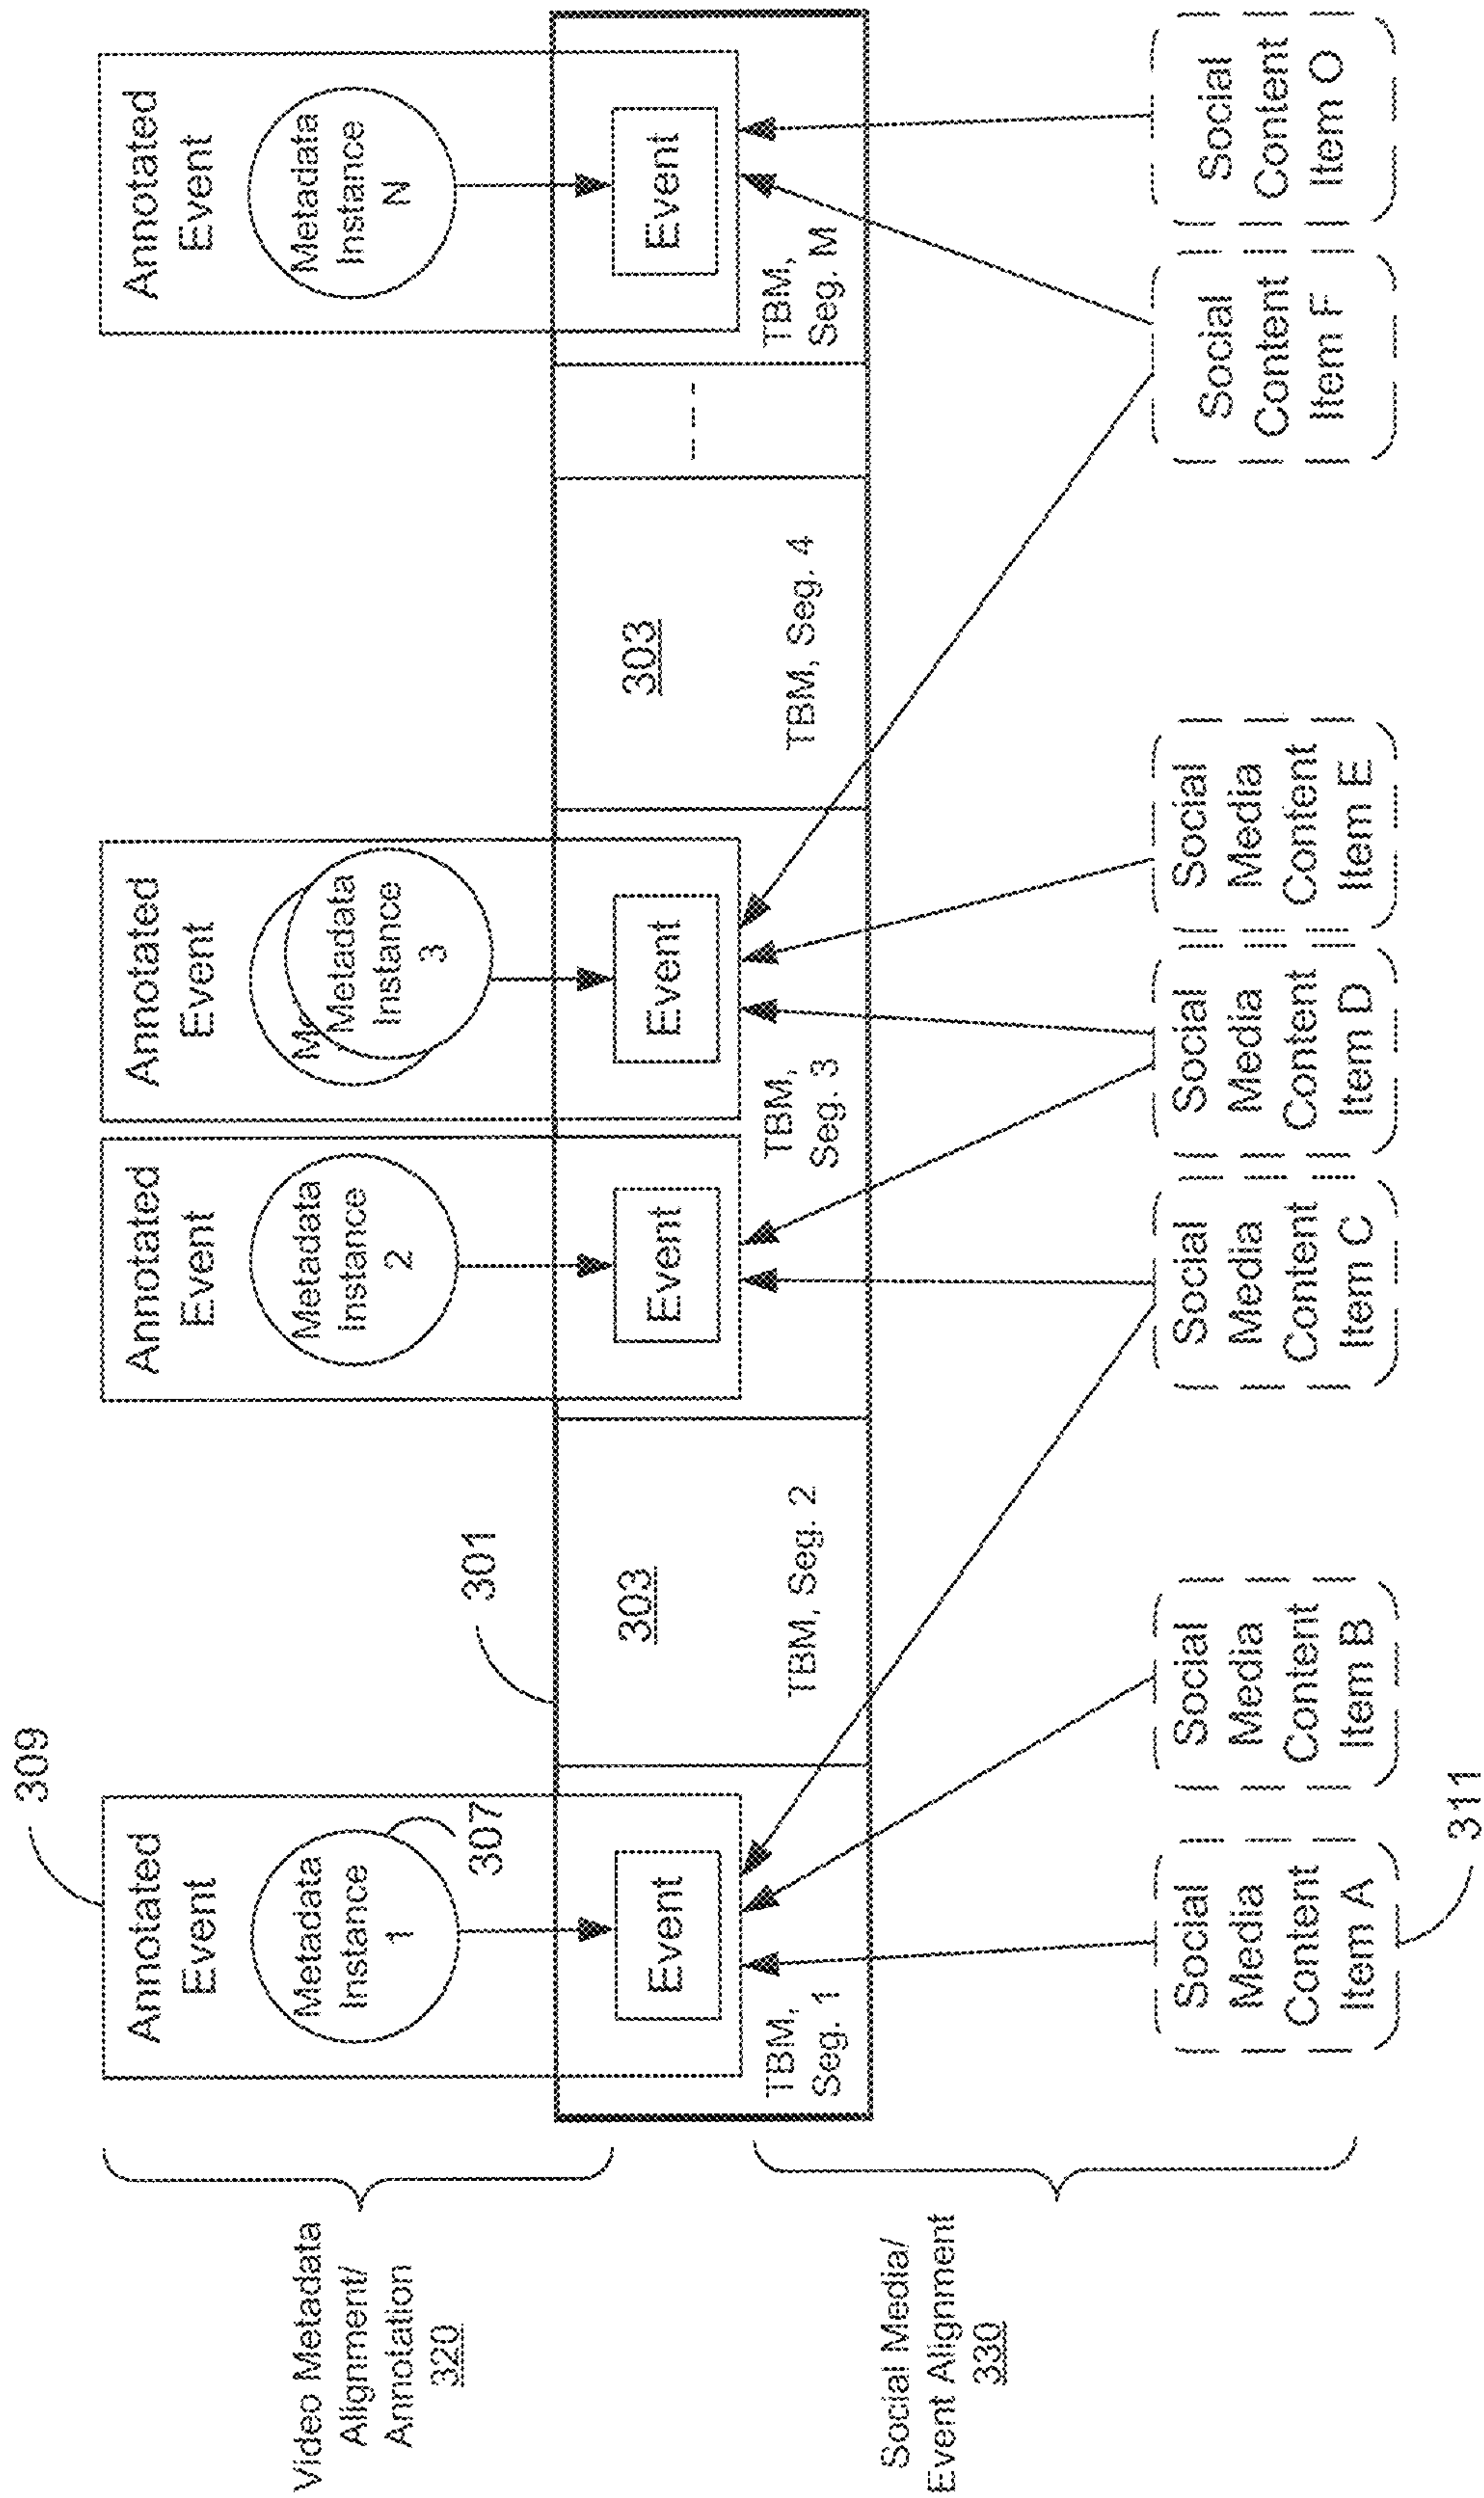 309
Annotated
Event
Metadata
Instance
1
307
Annotated
Event
Metadata
Instance
2
Annotated
Event
Me
Metadata
Instance
3
Annotated
Event
Metadata
Instance
N
Video Metadata
Alignment/
Annotation
320
301
Event
TBM,
Seg. 1
303
TBM, Seg. 2
Event
Event
TBM,
Seg. 3
303
TBM, Seg. 4
Event
TBM,
Seg. M
Social Media/
Event Alignment
330
Social
Media
Content
Item A
311
Social
Media
Content
Item B
Social
Media
Content
Item C
Social
Media
Content
Item D
Social
Media
Content
Item E
Social
Content
Item F
Social
Content
Item O